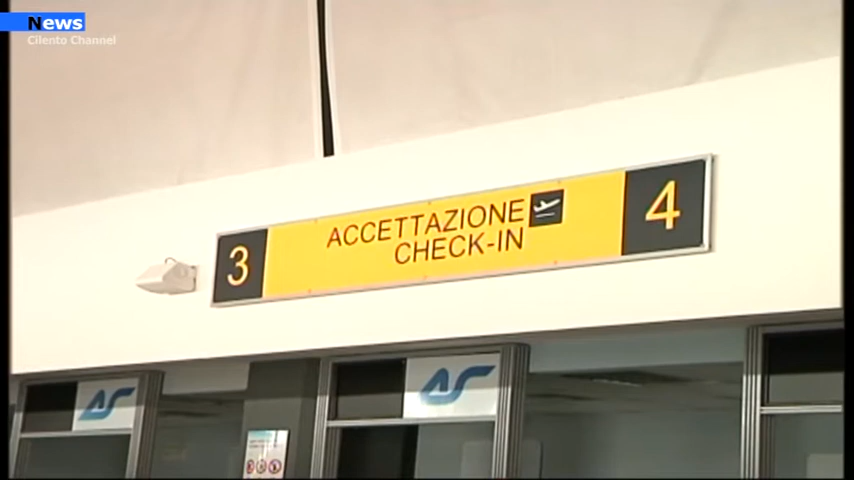 News
Cilento Channel
3 ACCETTAZIONE 4
CHECK-IN
AS AS